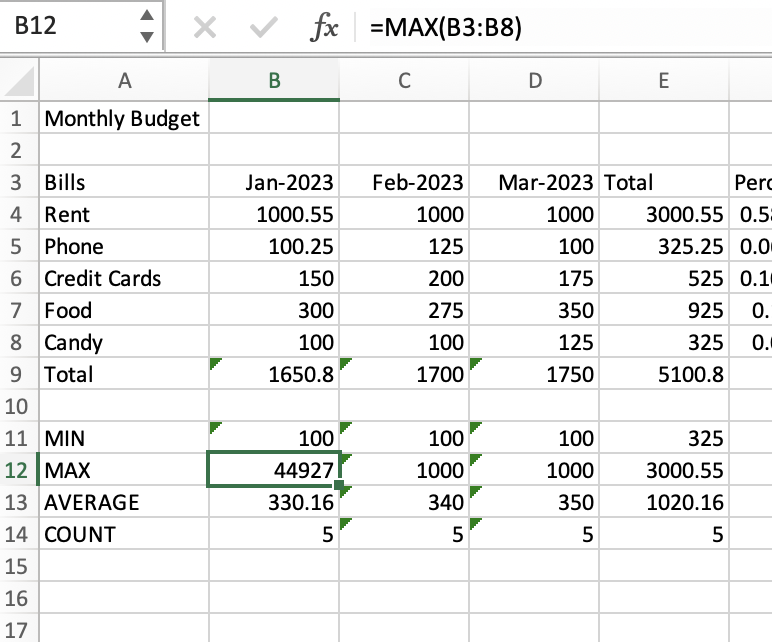 B12 fx =MAX(B3:B8)
A B C D E
1 Monthly Budget
2
3 Bills Jan-2023 Feb-2023 Mar-2023 Total Perc
4 Rent 1000.55 1000 1000 3000.55 0.58
5 Phone 100.25 125 100 325.25 0.0
6 Credit Cards 150 200 175 525 0.10
7 Food 300 275 350 925 0.
8 Candy 100 100 125 325 0.
9 Total 1650.8 1700 1750 5100.8
10
11 MIN 100 100 100 325
12 MAX 44927 1000 1000 3000.55
13 AVERAGE 330.16 340 350 1020.16
14 COUNT 5 5 5 5
15
16
17